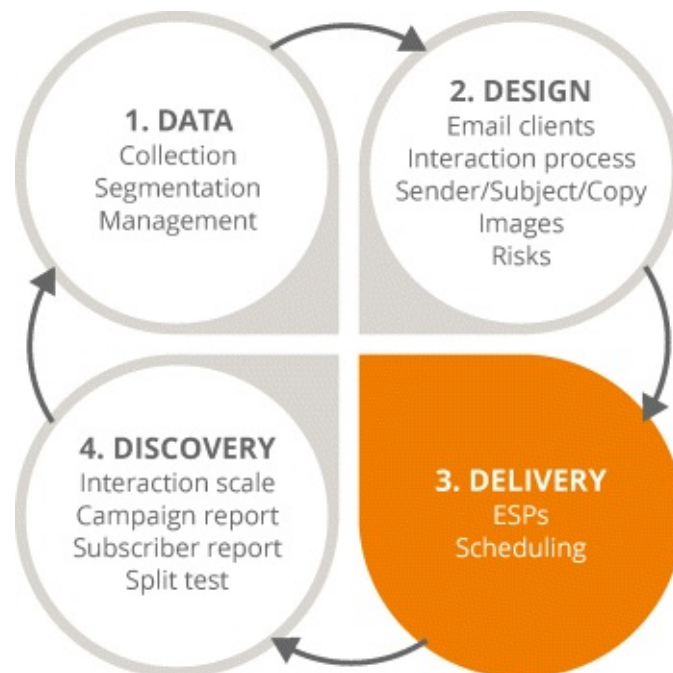 1. DATA
Collection
Segmentation
Management
2. DESIGN
Email clients
Interaction process
Sender/Subject/Copy
Images
Risks
3. DELIVERY
ESPs
Scheduling
4. DISCOVERY
Interaction scale
Campaign report
Subscriber report
Split test